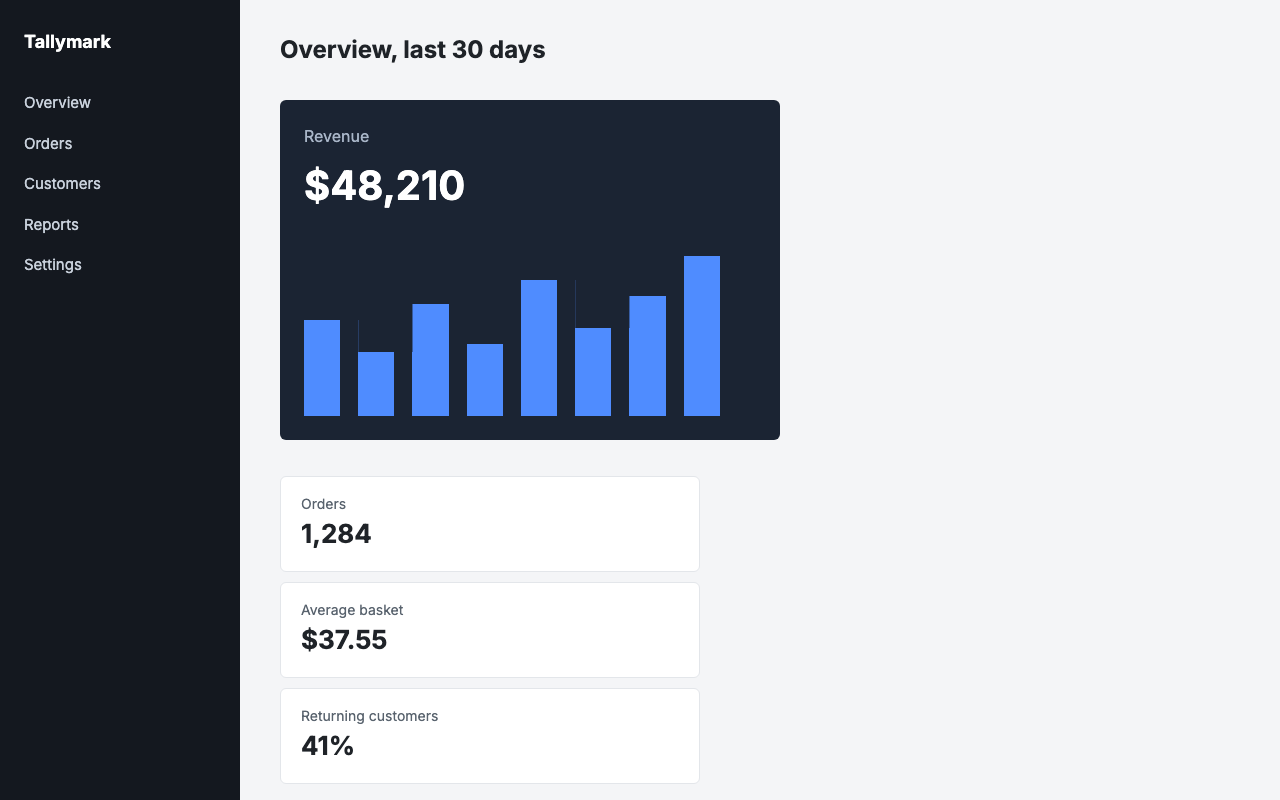 Tallymark
Overview
Orders
Customers
Reports
Settings
Overview, last 30 days
Revenue
$48,210
Orders
1,284
Average basket
$37.55
Returning customers
41%